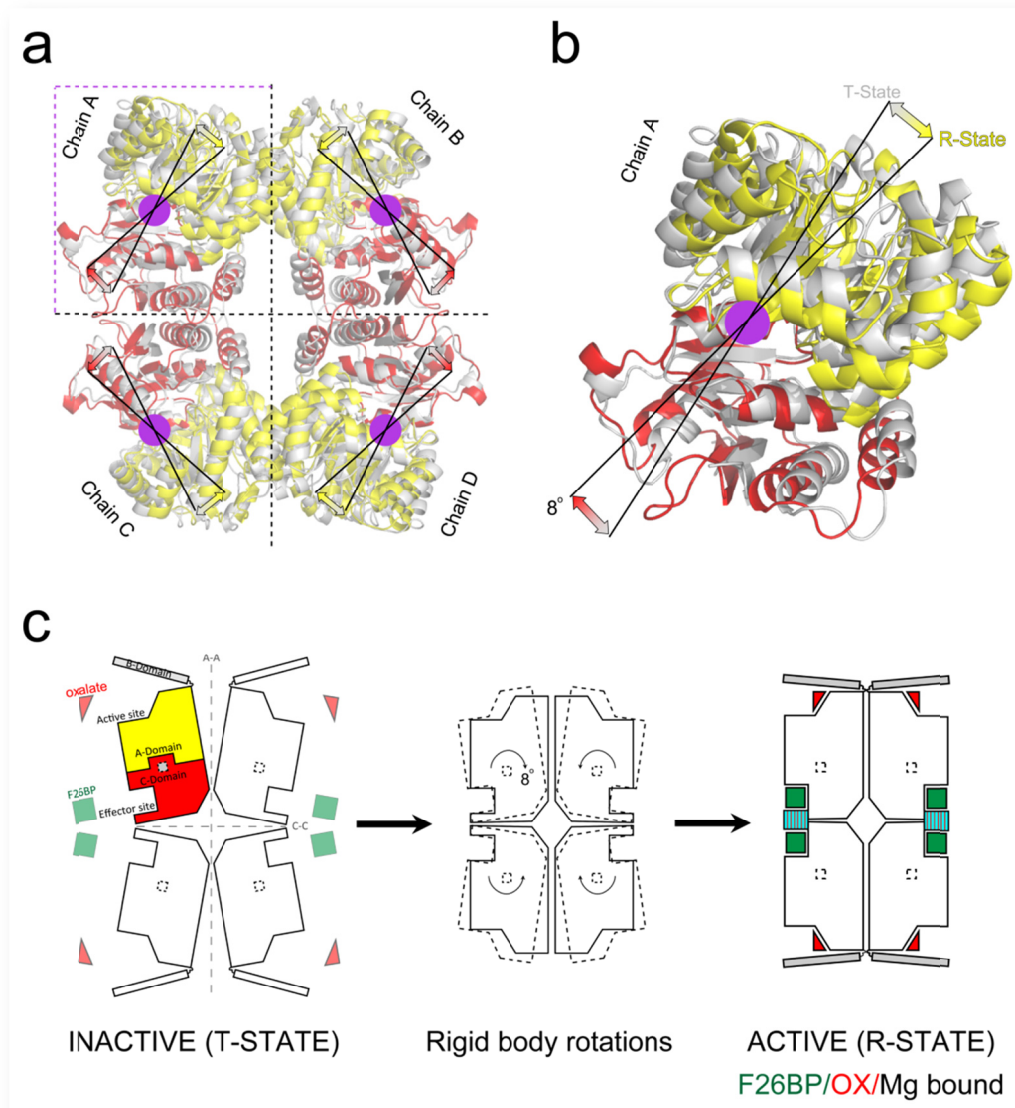 a
b
Chain A
Chain B
Chain C
Chain D
Chain A
T-State
R-State
8°
c
B-Domain
A-A
oxalate
Active site
A-Domain
C-Domain
F26BP
Effector site
C-C
8°
INACTIVE (T-STATE)
Rigid body rotations
ACTIVE (R-STATE)
F26BP/OX/Mg bound